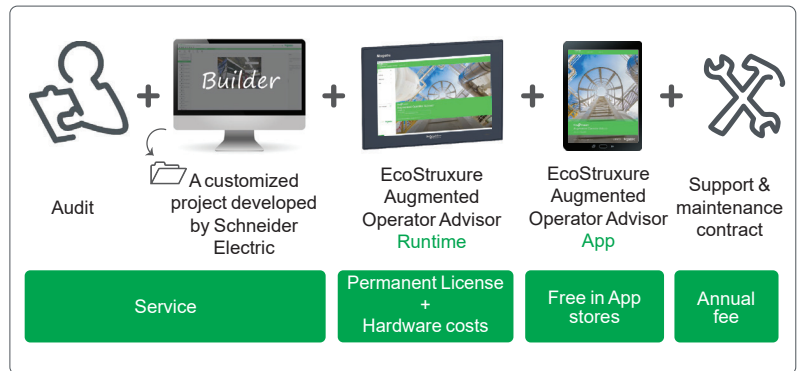 Builder
Audit
A customized
project developed
by Schneider
Electric
EcoStruxure
Augmented
Operator Advisor
Runtime
EcoStruxure
Augmented
Operator Advisor
App
Support &
maintenance
contract
Service
Permanent License
+
Hardware costs
Free in App
stores
Annual
fee